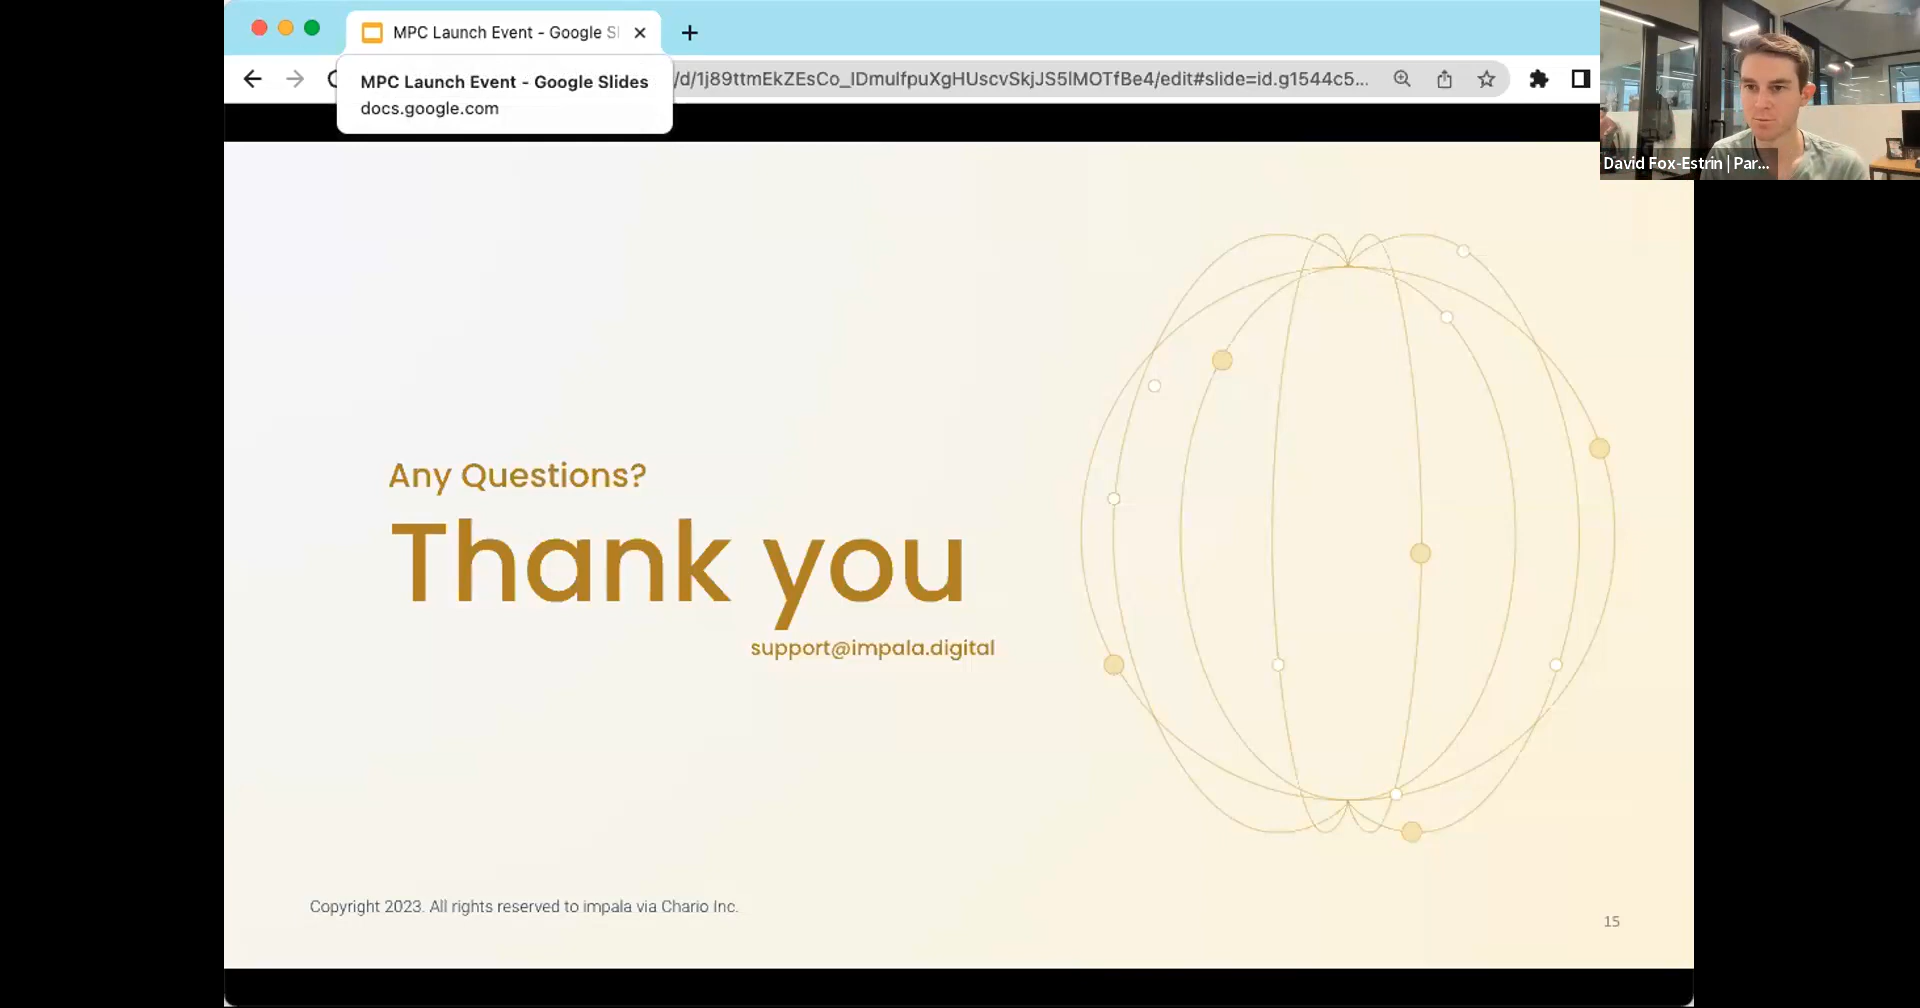 MPC Launch Event - Google Sl
MPC Launch Event - Google Slides
docs.google.com
/d/1j89ttmEkZEsCo_IDmulfpuXgHUscvSkjJS5lMOTfBe4/edit#slide=id.g1544c5...
David Fox-Estrin | Par...
Any Questions?
Thank you
support@impala.digital
Copyright 2023. All rights reserved to impala via Chario Inc.
15